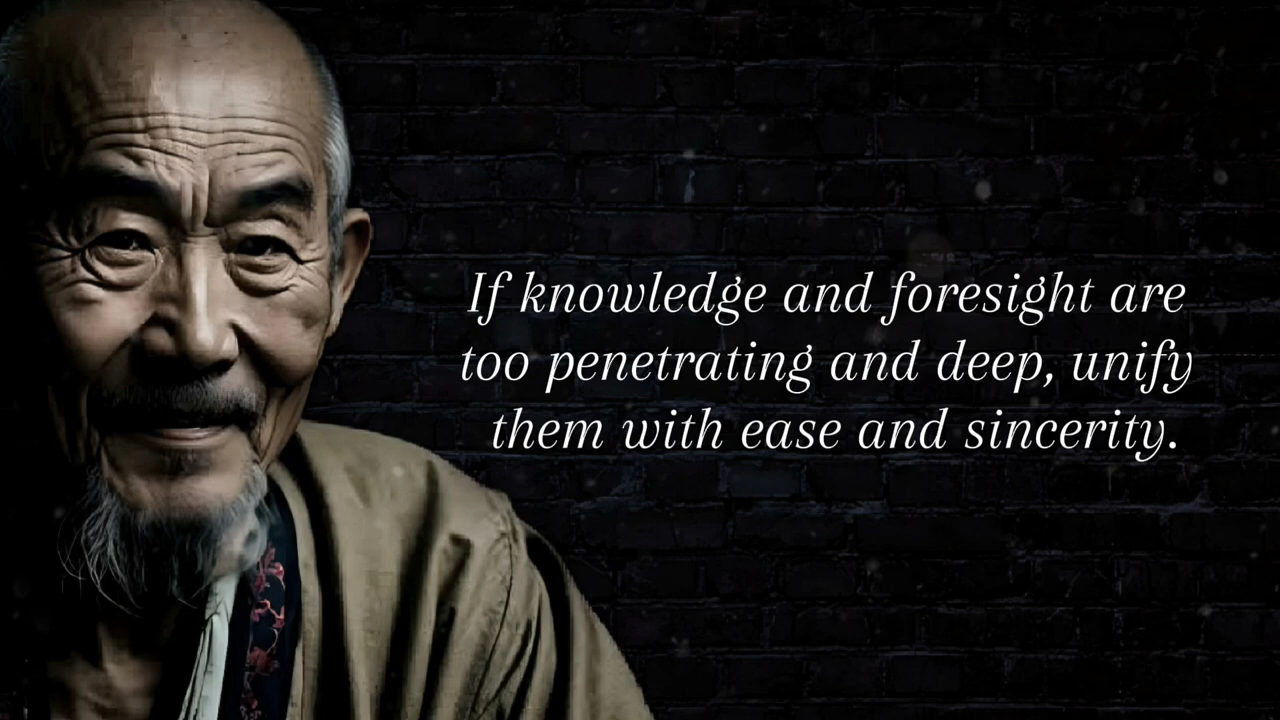 If knowledge and foresight are
too penetrating and deep, unify
them with ease and sincerity.